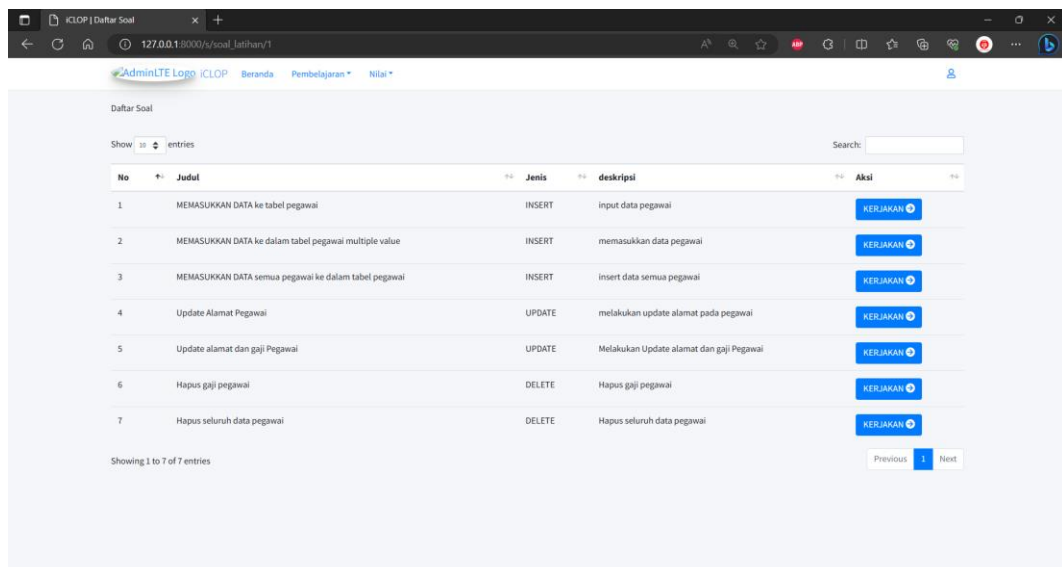 iCLOP | Daftar Soal
127.0.0.1:8000/s/soal_latihan/1
ABP
AdminLTE Logo iCLOP Beranda Pembelajaran Nilai
Daftar Soal
Show 10 entries Search:
No Judul Jenis deskripsi Aksi
1 MEMASUKKAN DATA ke tabel pegawai INSERT input data pegawai KERJAKAN
2 MEMASUKKAN DATA ke dalam tabel pegawai multiple value INSERT memasukkan data pegawai KERJAKAN
3 MEMASUKKAN DATA semua pegawai ke dalam tabel pegawai INSERT insert data semua pegawai KERJAKAN
4 Update Alamat Pegawai UPDATE melakukan update alamat pada pegawai KERJAKAN
5 Update alamat dan gaji Pegawai UPDATE Melakukan Update alamat dan gaji Pegawai KERJAKAN
6 Hapus gaji pegawai DELETE Hapus gaji pegawai KERJAKAN
7 Hapus seluruh data pegawai DELETE Hapus seluruh data pegawai KERJAKAN
Showing 1 to 7 of 7 entries Previous 1 Next